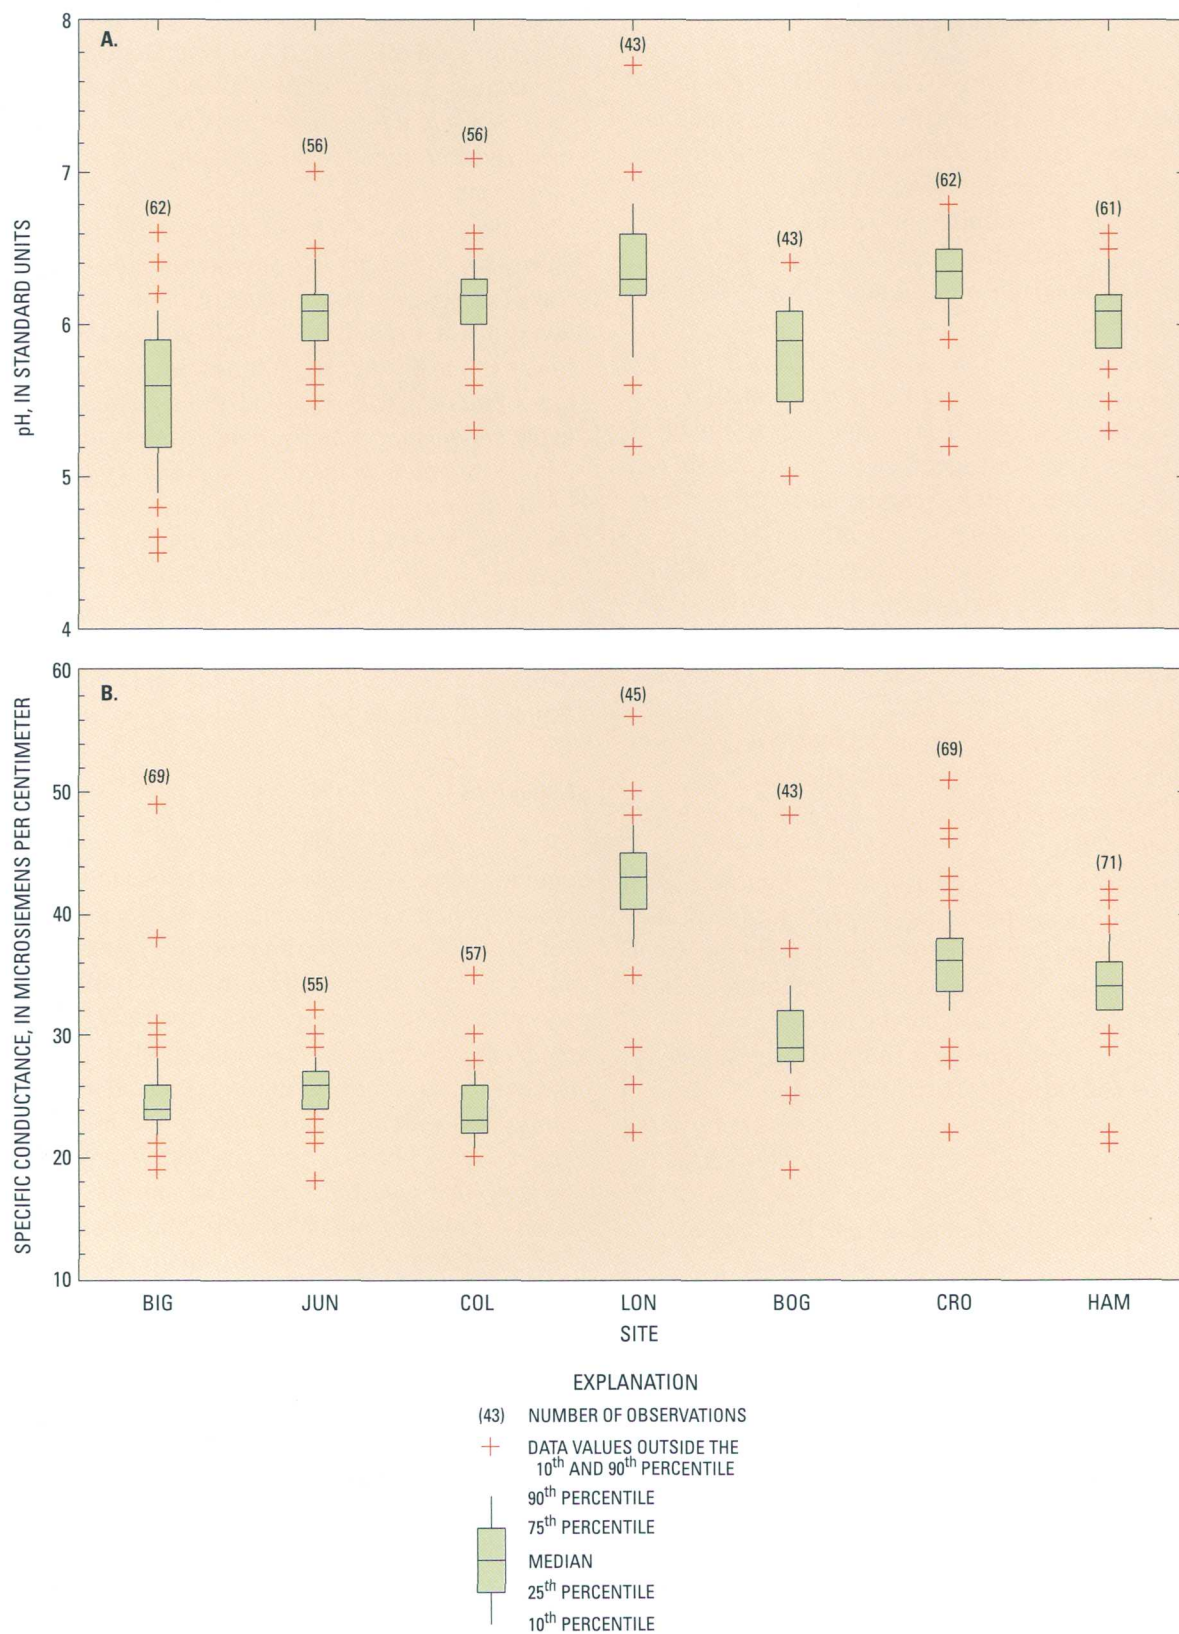 A.
8
7
6
5
4
pH, IN STANDARD UNITS
(62)
(56)
(56)
(43)
(43)
(62)
(61)
B.
60
50
40
30
20
10
SPECIFIC CONDUCTANCE, IN MICROSIEMENS PER CENTIMETER
(69)
(55)
(57)
(45)
(43)
(69)
(71)
BIG JUN COL LON BOG CRO HAM
SITE
EXPLANATION
(43) NUMBER OF OBSERVATIONS
DATA VALUES OUTSIDE THE
10th AND 90th PERCENTILE
90th PERCENTILE
75th PERCENTILE
MEDIAN
25th PERCENTILE
10th PERCENTILE